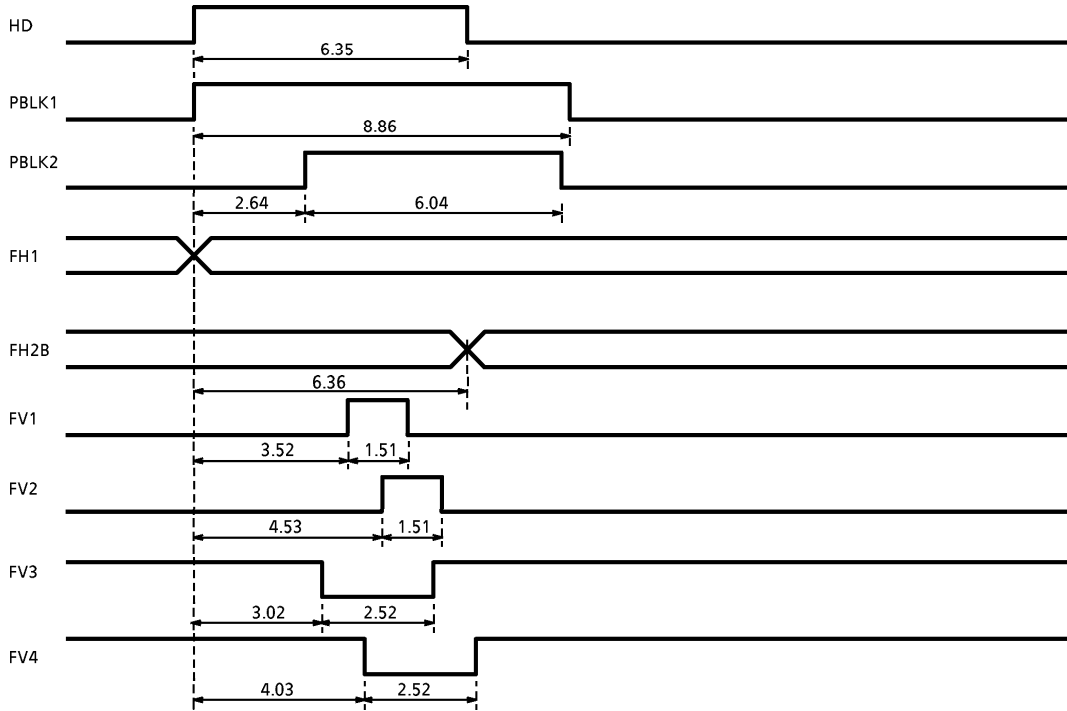 HD
6.35
PBLK1
8.86
PBLK2
2.64 6.04
FH1
FH2B
6.36
FV1
3.52 1.51
FV2
4.53 1.51
FV3
3.02 2.52
FV4
4.03 2.52